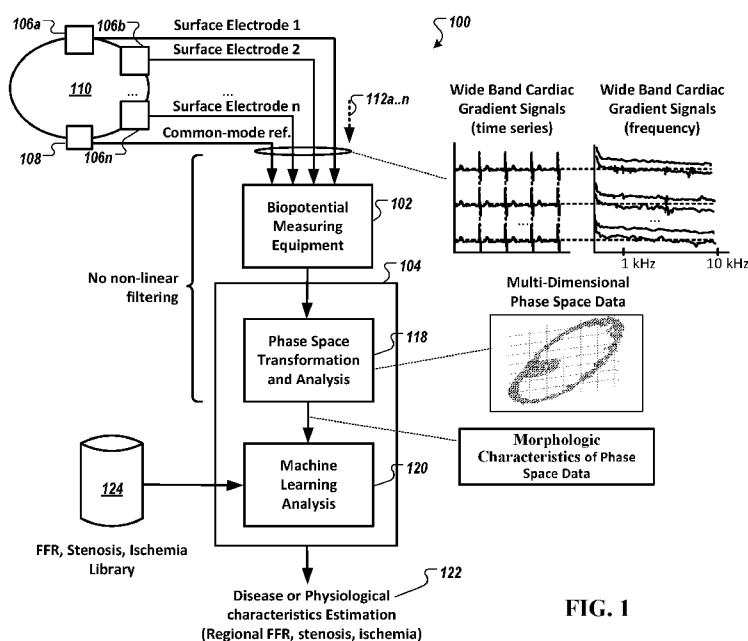 106a
106b
Surface Electrode 1
Surface Electrode 2
110
...
...
Surface Electrode n
Common-mode ref.
108
106n
112a..n
100
Wide Band Cardiac
Gradient Signals
(time series)
Wide Band Cardiac
Gradient Signals
(frequency)
...
...
1 kHz
10 kHz
Biopotential
Measuring
Equipment
102
No non-linear
filtering
104
Multi-Dimensional
Phase Space Data
Phase Space
Transformation
and Analysis
118
Morphologic
Characteristics of Phase
Space Data
Machine
Learning
Analysis
120
124
FFR, Stenosis, Ischemia
Library
Disease or Physiological
characteristics Estimation
(Regional FFR, stenosis, ischemia)
122
FIG. 1